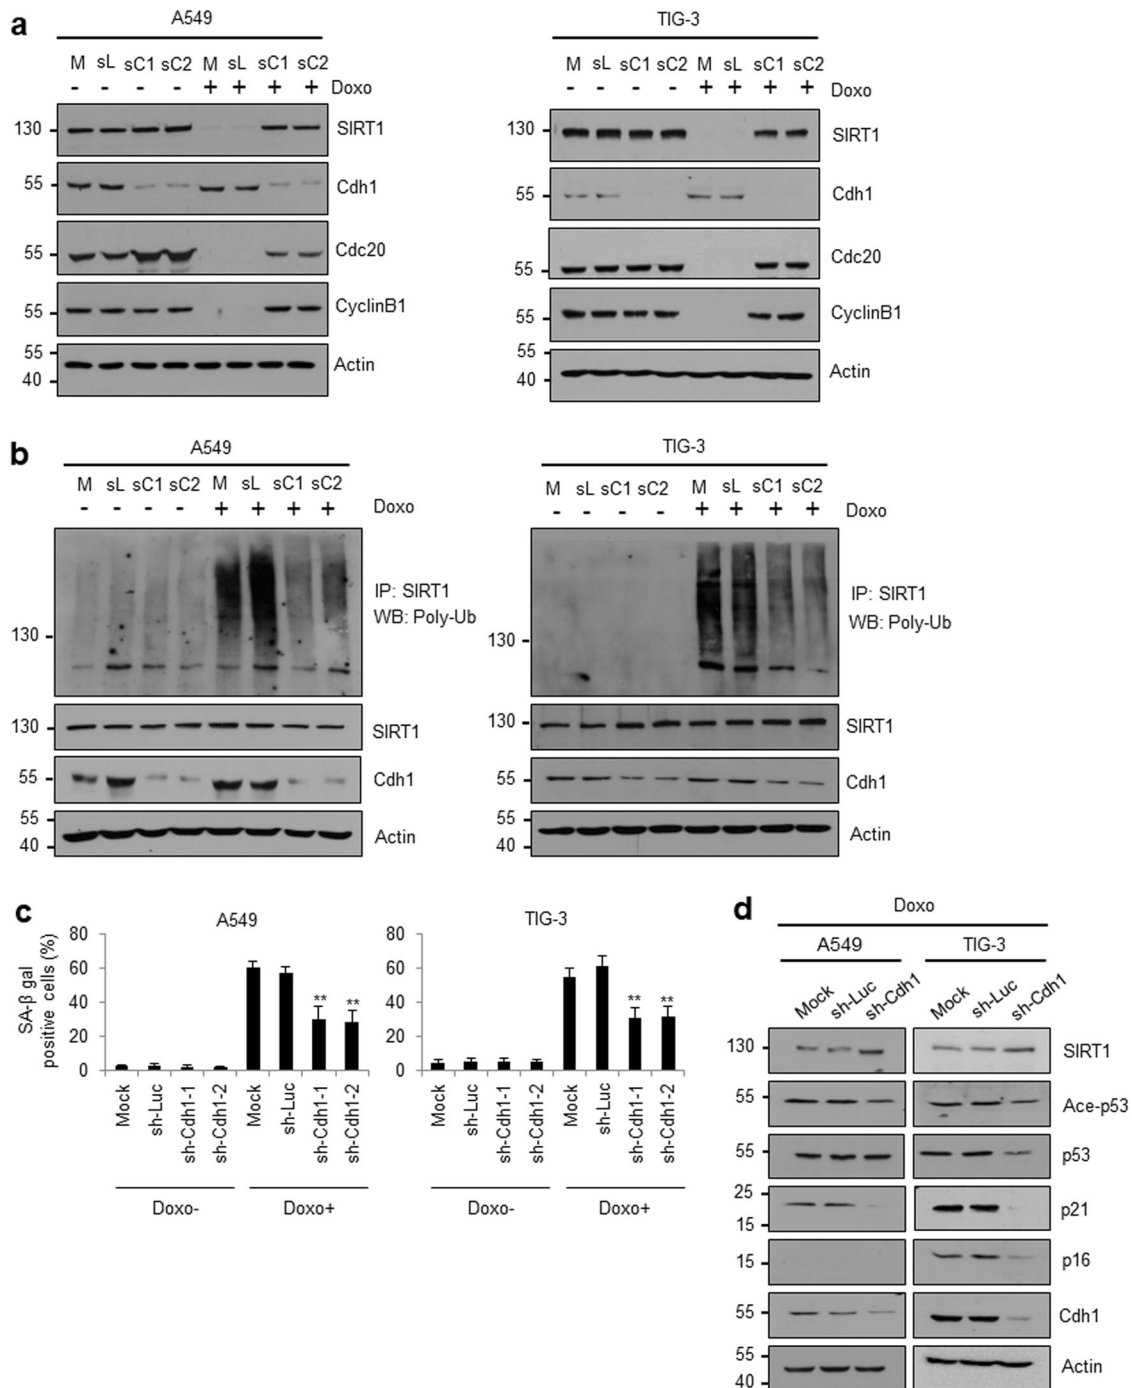 a
A549
M sL sC1 sC2 M sL sC1 sC2
- - - - + + + + Doxo
130 SIRT1
55 Cdh1
55 Cdc20
55 CyclinB1
55
40 Actin
TIG-3
M sL sC1 sC2 M sL sC1 sC2
- - - - + + + + Doxo
130 SIRT1
55 Cdh1
55 Cdc20
55 CyclinB1
55
40 Actin
b
A549
M sL sC1 sC2 M sL sC1 sC2
- - - - + + + + Doxo
IP: SIRT1
WB: Poly-Ub
130
130 SIRT1
55 Cdh1
55
40 Actin
TIG-3
M sL sC1 sC2 M sL sC1 sC2
- - - - + + + + Doxo
IP: SIRT1
WB: Poly-Ub
130
130 SIRT1
55 Cdh1
55
40 Actin
c
A549
SA-β gal
positive cells (%)
80
60
40
20
0
** **
Mock sh-Luc sh-Cdh1-1 sh-Cdh1-2 Mock sh-Luc sh-Cdh1-1 sh-Cdh1-2
Doxo- Doxo+
TIG-3
80
60
40
20
0
** **
Mock sh-Luc sh-Cdh1-1 sh-Cdh1-2 Mock sh-Luc sh-Cdh1-1 sh-Cdh1-2
Doxo- Doxo+
d
Doxo
A549 TIG-3
Mock sh-Luc sh-Cdh1 Mock sh-Luc sh-Cdh1
130 SIRT1
55 Ace-p53
55 p53
25
15 p21
15 p16
55 Cdh1
55
40 Actin